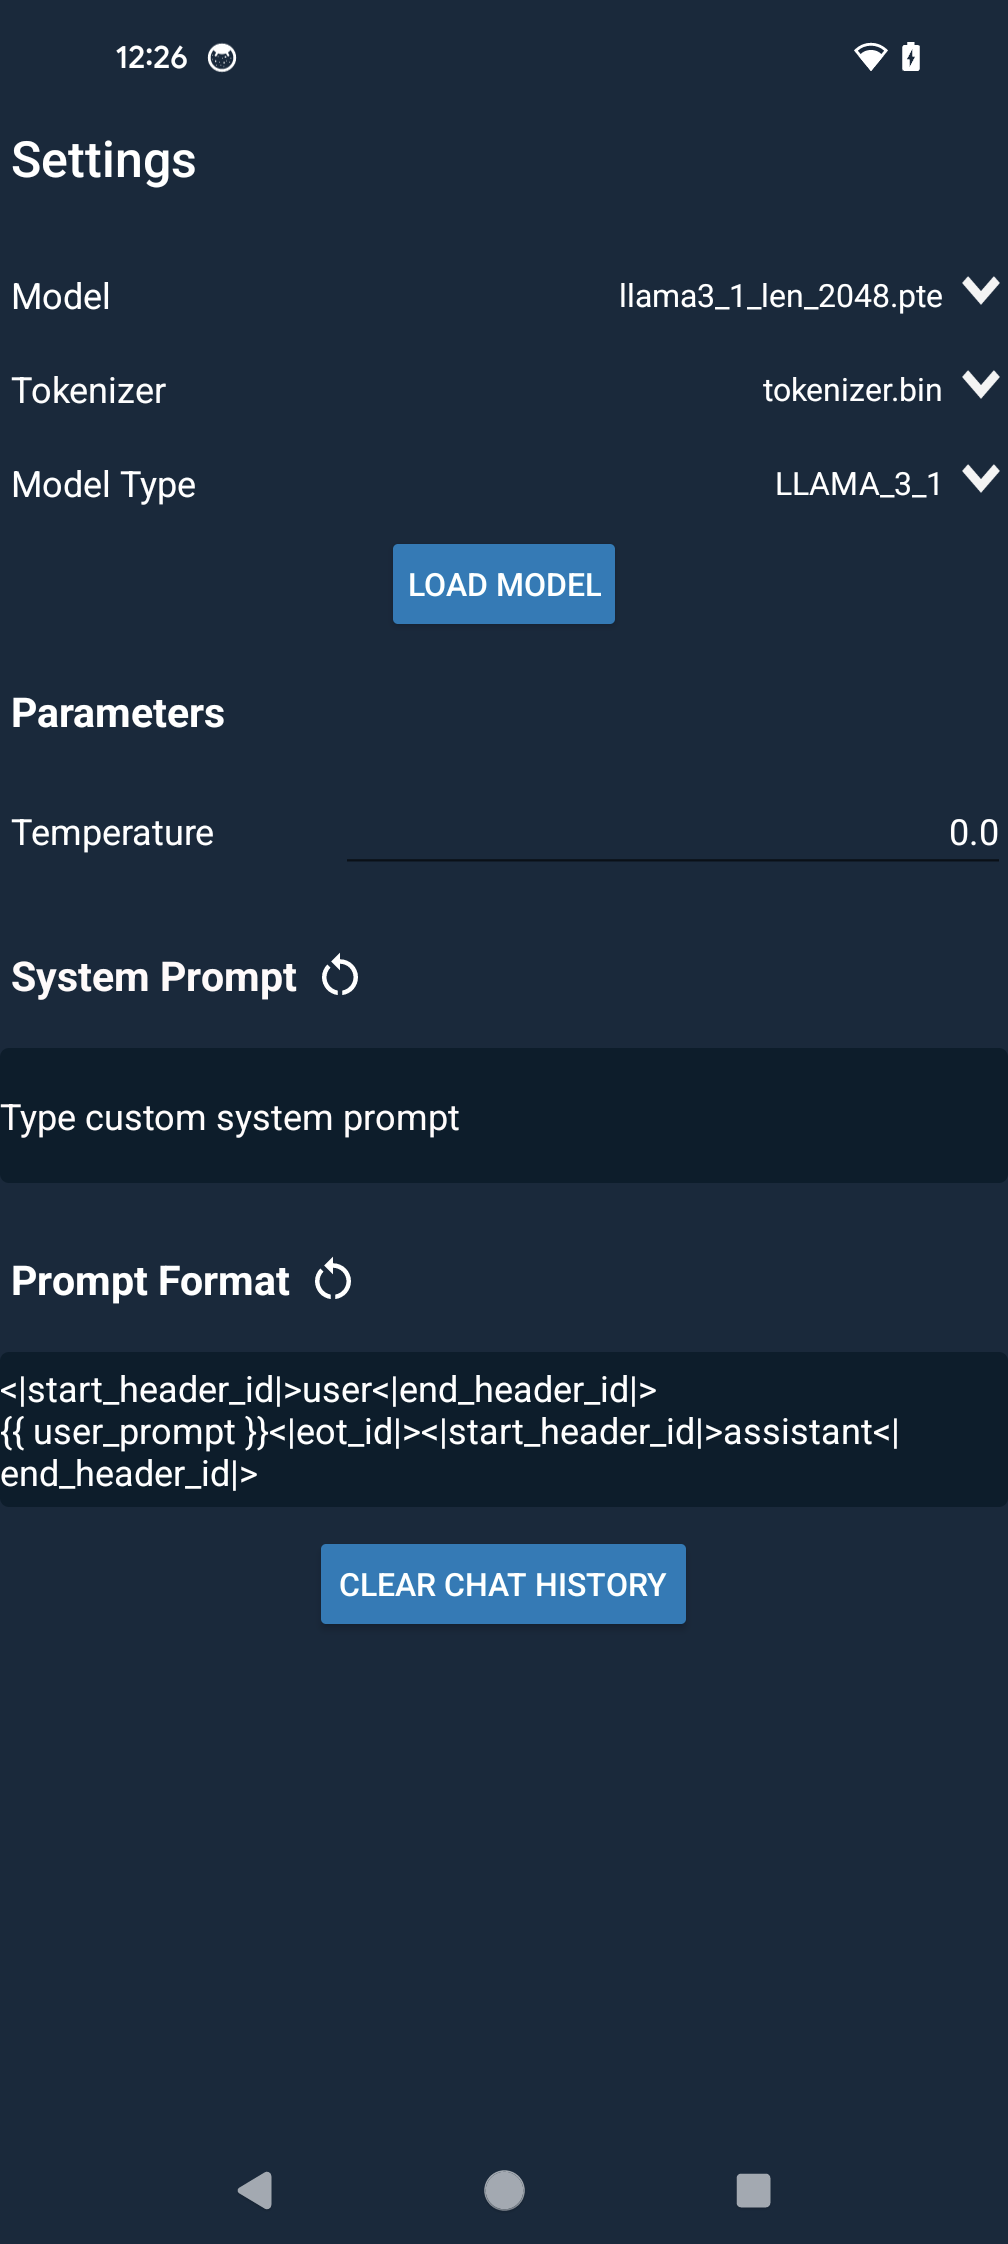 12:26
Settings
Model llama3_1_len_2048.pte
Tokenizer tokenizer.bin
Model Type LLAMA_3_1
LOAD MODEL
Parameters
Temperature 0.0
System Prompt
Type custom system prompt
Prompt Format
<|start_header_id|>user<|end_header_id|>
{{ user_prompt }}<|eot_id|><|start_header_id|>assistant<|
end_header_id|>
CLEAR CHAT HISTORY